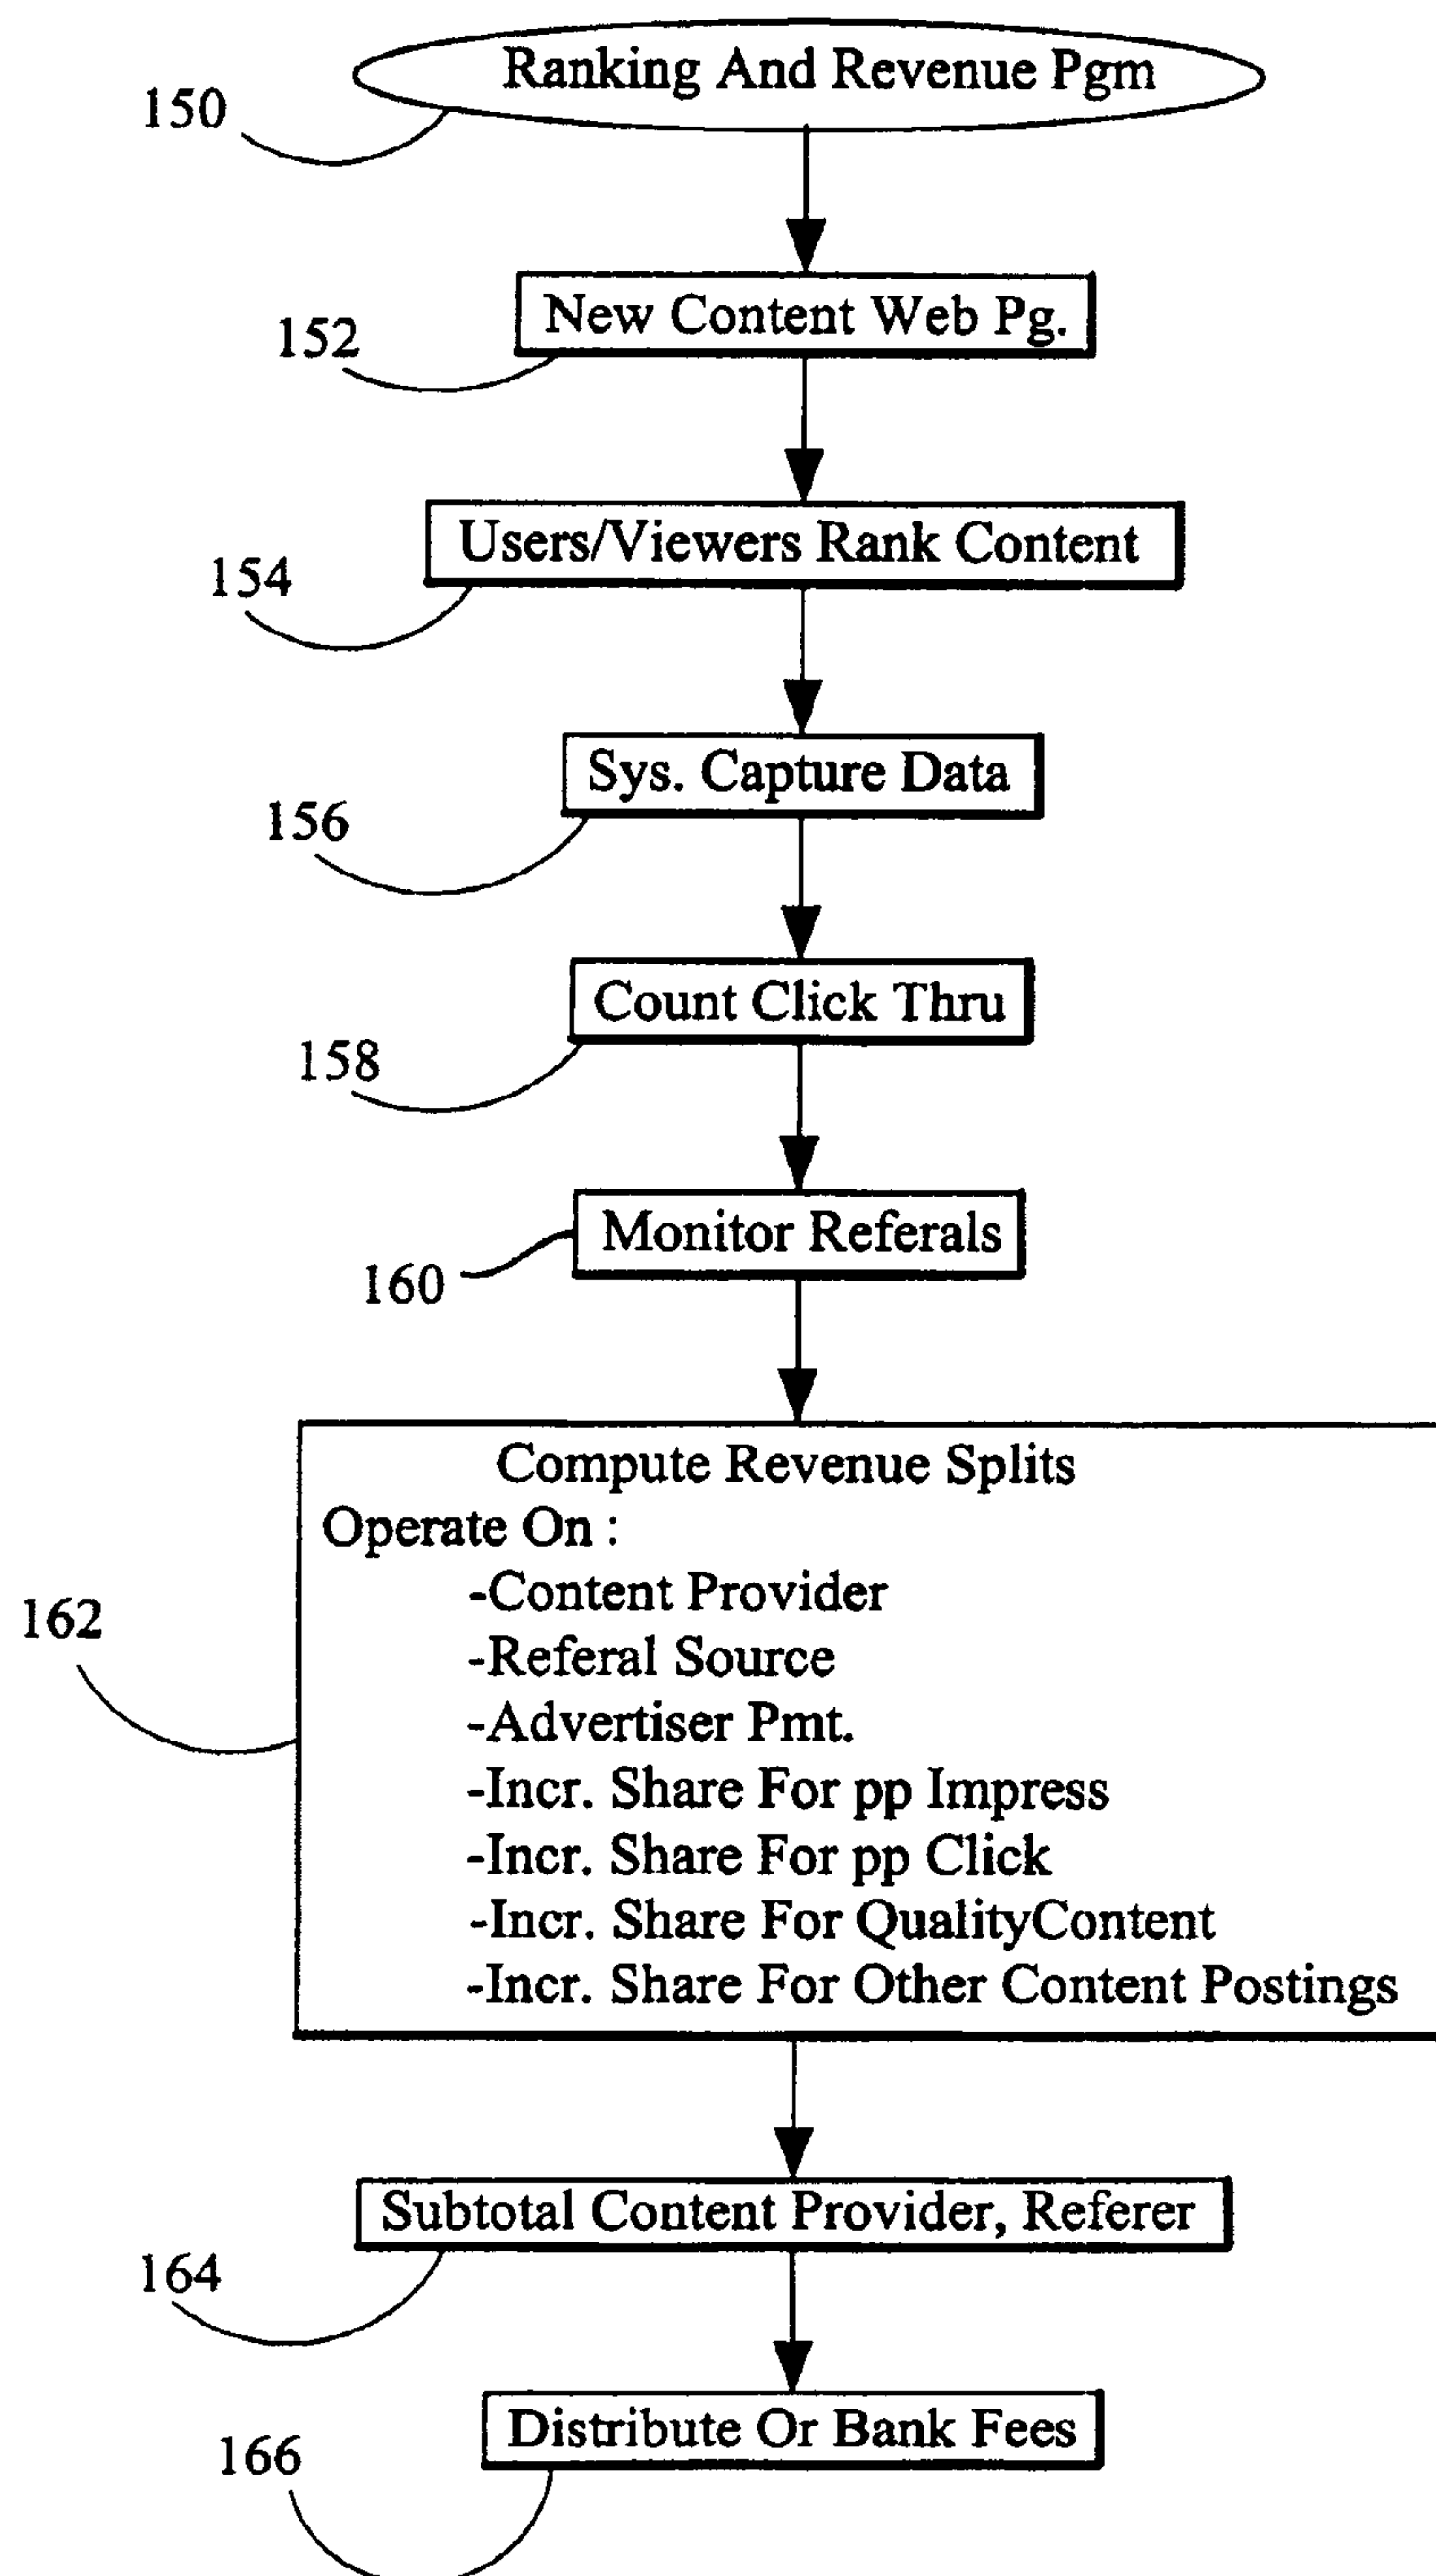 Ranking And Revenue Pgm
150
New Content Web Pg.
152
Users/Viewers Rank Content
154
Sys. Capture Data
156
Count Click Thru
158
Monitor Referals
160
Compute Revenue Splits
Operate On :
-Content Provider
162
-Referal Source
-Advertiser Pmt.
-Incr. Share For pp Impress
-Incr. Share For pp Click
-Incr. Share For QualityContent
-Incr. Share For Other Content Postings
Subtotal Content Provider, Referer
164
Distribute Or Bank Fees
166